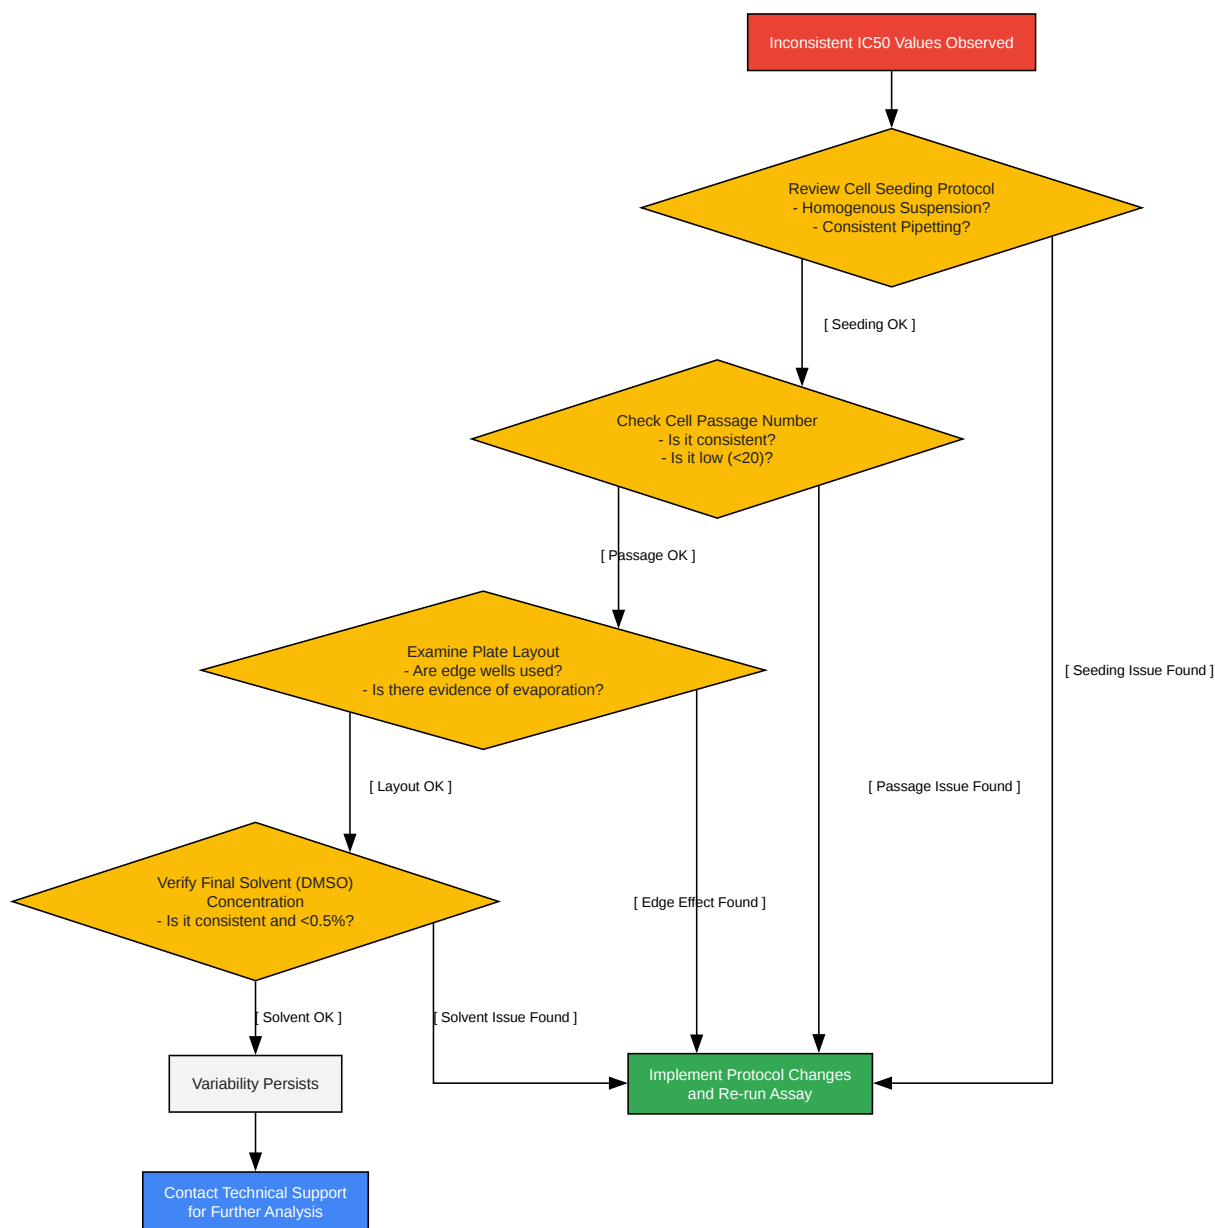 Inconsistent IC50 Values Observed
Review Cell Seeding Protocol
- Homogenous Suspension?
- Consistent Pipetting?
[ Seeding OK ]
Check Cell Passage Number
- Is it consistent?
- Is it low (<20)?
[ Passage OK ]
Examine Plate Layout
- Are edge wells used?
- Is there evidence of evaporation?
[ Seeding Issue Found ]
[ Layout OK ]
[ Passage Issue Found ]
Verify Final Solvent (DMSO)
Concentration
- Is it consistent and <0.5%?
[ Edge Effect Found ]
[ Solvent OK ]
[ Solvent Issue Found ]
Variability Persists
Implement Protocol Changes
and Re-run Assay
Contact Technical Support
for Further Analysis